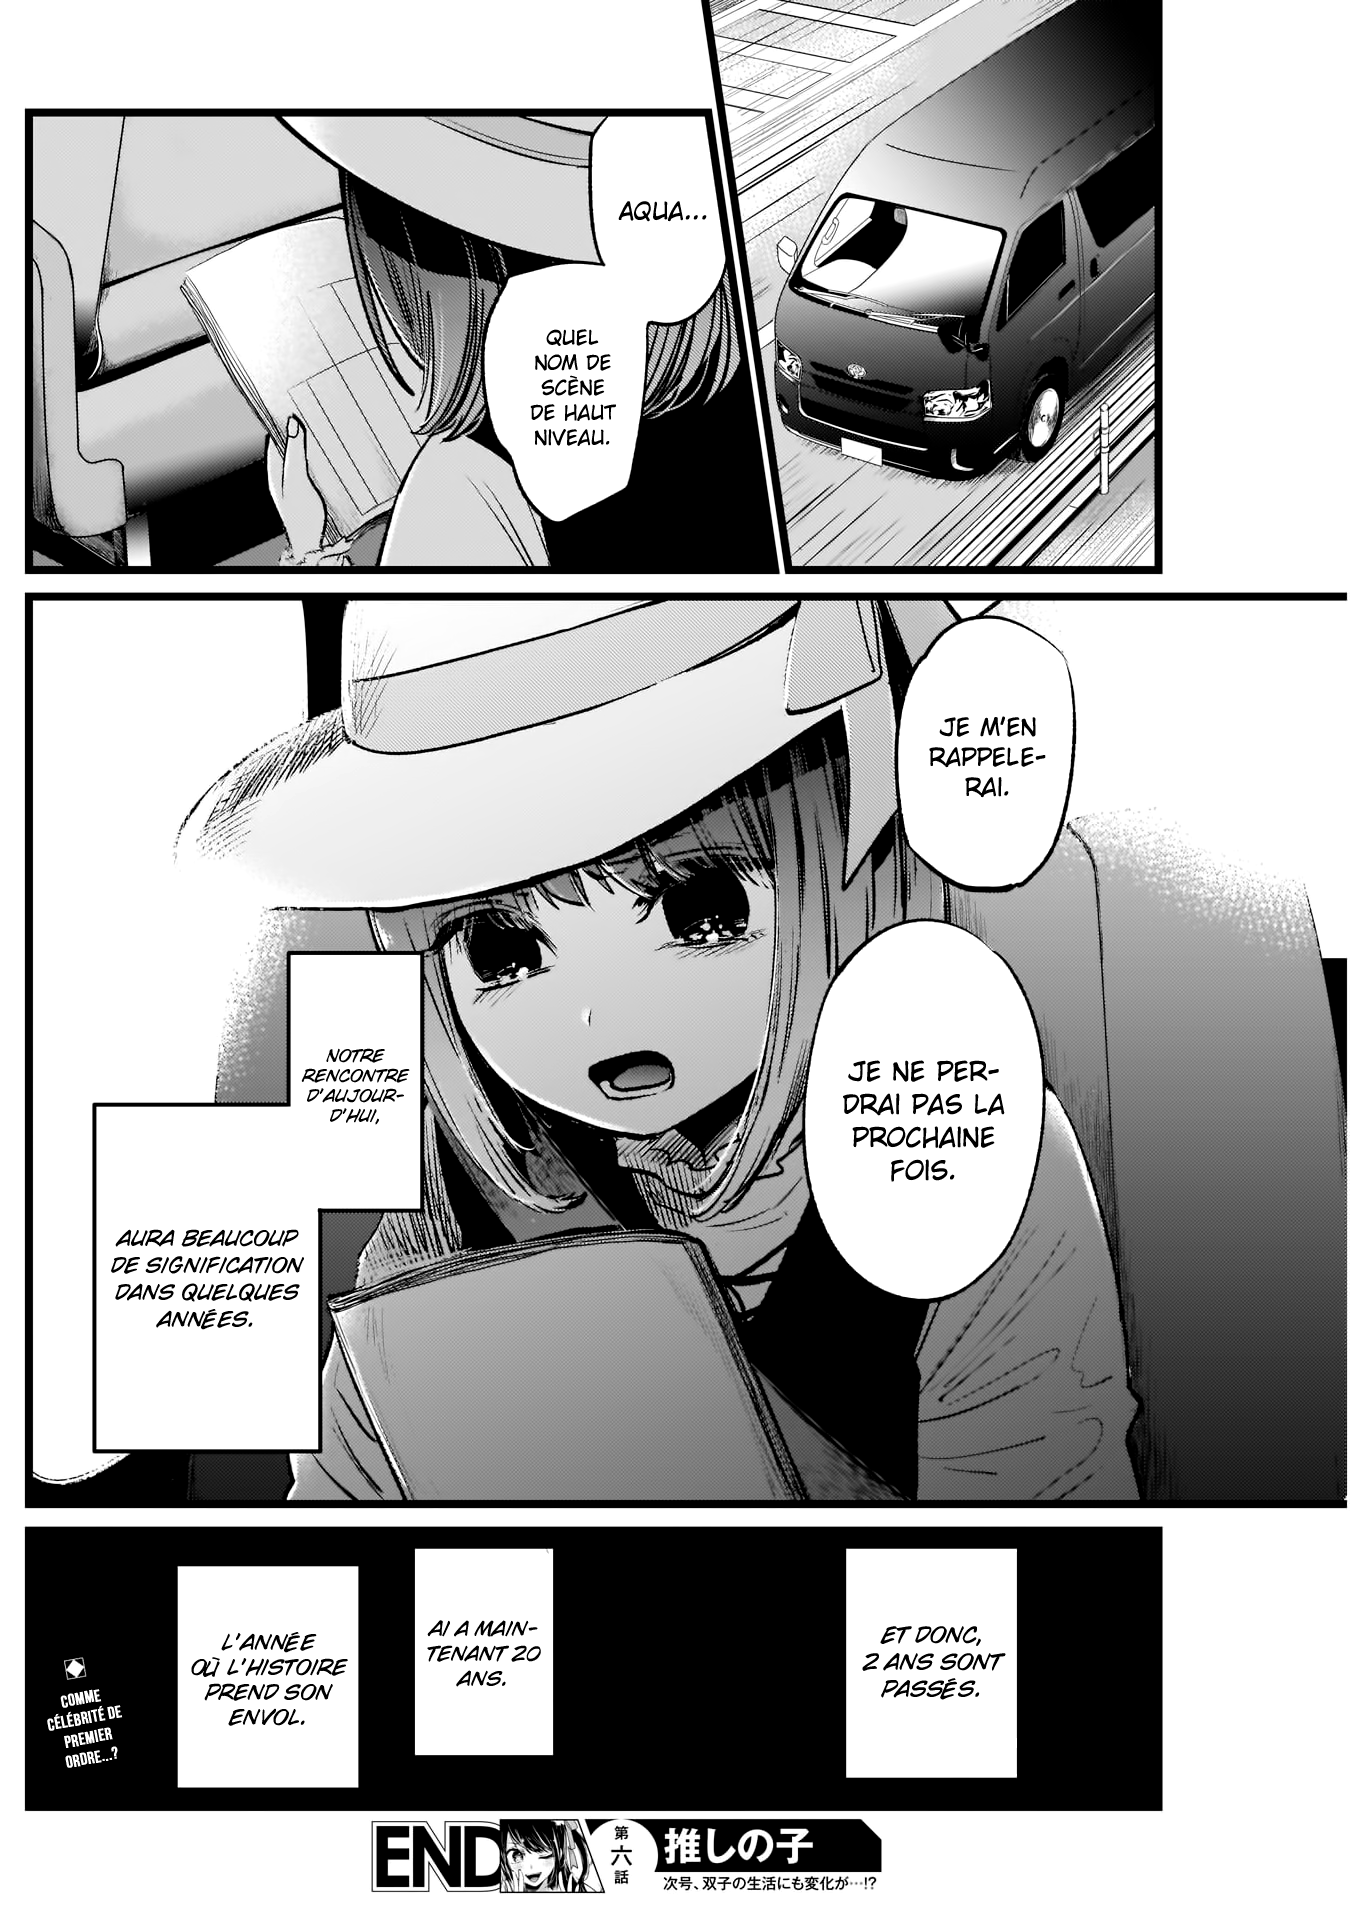 AQUA...
QUEL
NOM DE
SCÈNE
DE HAUT
NIVEAU.
JE M'EN
RAPPELE-
RAI.
JE NE PER-
DRAI PAS LA
PROCHAINE
FOIS.
NOTRE
RENCONTRE
D'AUJOUR-
D'HUI,
AURA BEAUCOUP
DE SIGNIFICATION
DANS QUELQUES
ANNÉES.
ET DONC,
2 ANS SONT
PASSÉS.
AI A MAIN-
TENANT 20
ANS.
L'ANNÉE
OÙ L'HISTOIRE
PREND SON
ENVOL.
COMME
CÉLÉBRITÉ DE
PREMIER
ORDRE...?
END
第六話
推しの子
次号、双子の生活にも変化が…!?